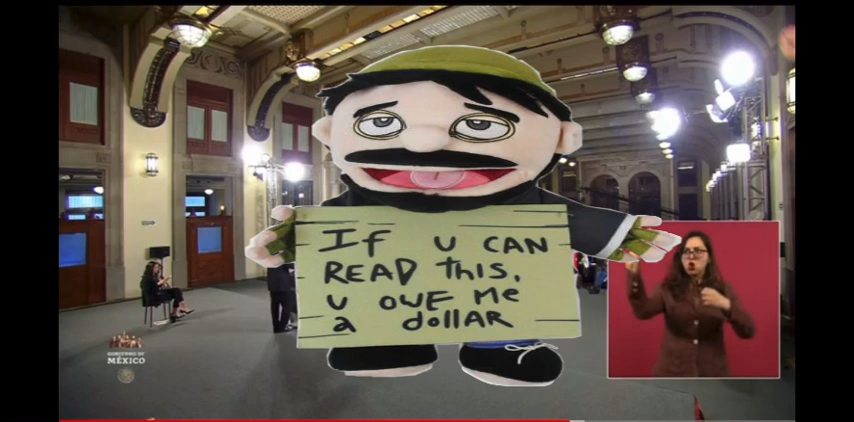 If u CAN
READ this,
u owE Me
a dollAR
GOBIERNO DE
MÉXICO